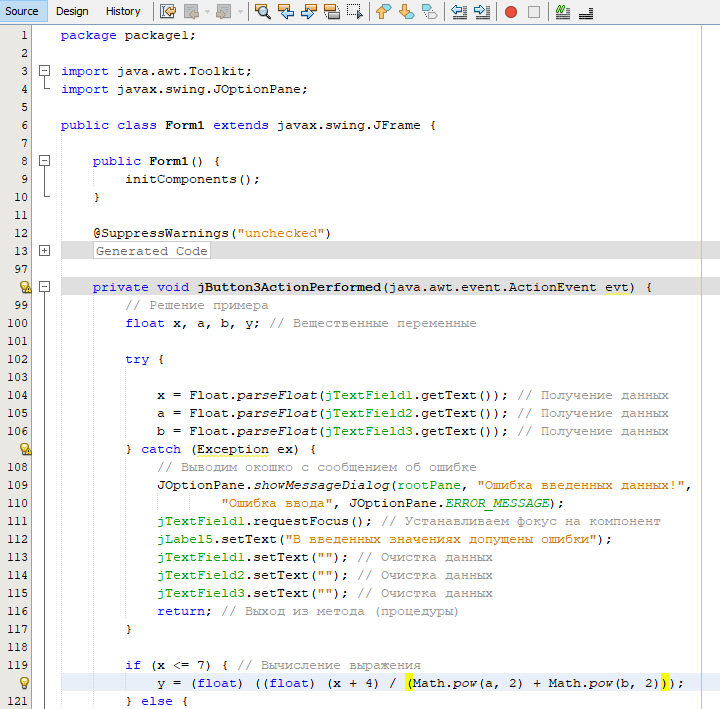 Source Design History
1 package package1;
2
3 import java.awt.Toolkit;
4 import javax.swing.JOptionPane;
5
6 public class Form1 extends javax.swing.JFrame {
7
8 public Form1() {
9 initComponents();
10 }
11
12 @SuppressWarnings("unchecked")
13 Generated Code
97
private void jButton3ActionPerformed(java.awt.event.ActionEvent evt) {
99 // Решение примера
100 float x, a, b, y; // Вещественные переменные
101
102 try {
103
104 x = Float.parseFloat(jTextField1.getText()); // Получение данных
105 a = Float.parseFloat(jTextField2.getText()); // Получение данных
106 b = Float.parseFloat(jTextField3.getText()); // Получение данных
} catch (Exception ex) {
108 // Выводим окошко с сообщением об ошибке
109 JOptionPane.showMessageDialog(rootPane, "Ошибка введенных данных!",
110 "Ошибка ввода", JOptionPane.ERROR_MESSAGE);
111 jTextField1.requestFocus(); // Устанавливаем фокус на компонент
112 jLabel5.setText("В введенных значениях допущены ошибки");
113 jTextField1.setText(""); // Очистка данных
114 jTextField2.setText(""); // Очистка данных
115 jTextField3.setText(""); // Очистка данных
116 return; // Выход из метода (процедуры)
117 }
118
119 if (x <= 7) { // Вычисление выражения
y = (float) ((float) (x + 4) / (Math.pow(a, 2) + Math.pow(b, 2)));
121 } else {